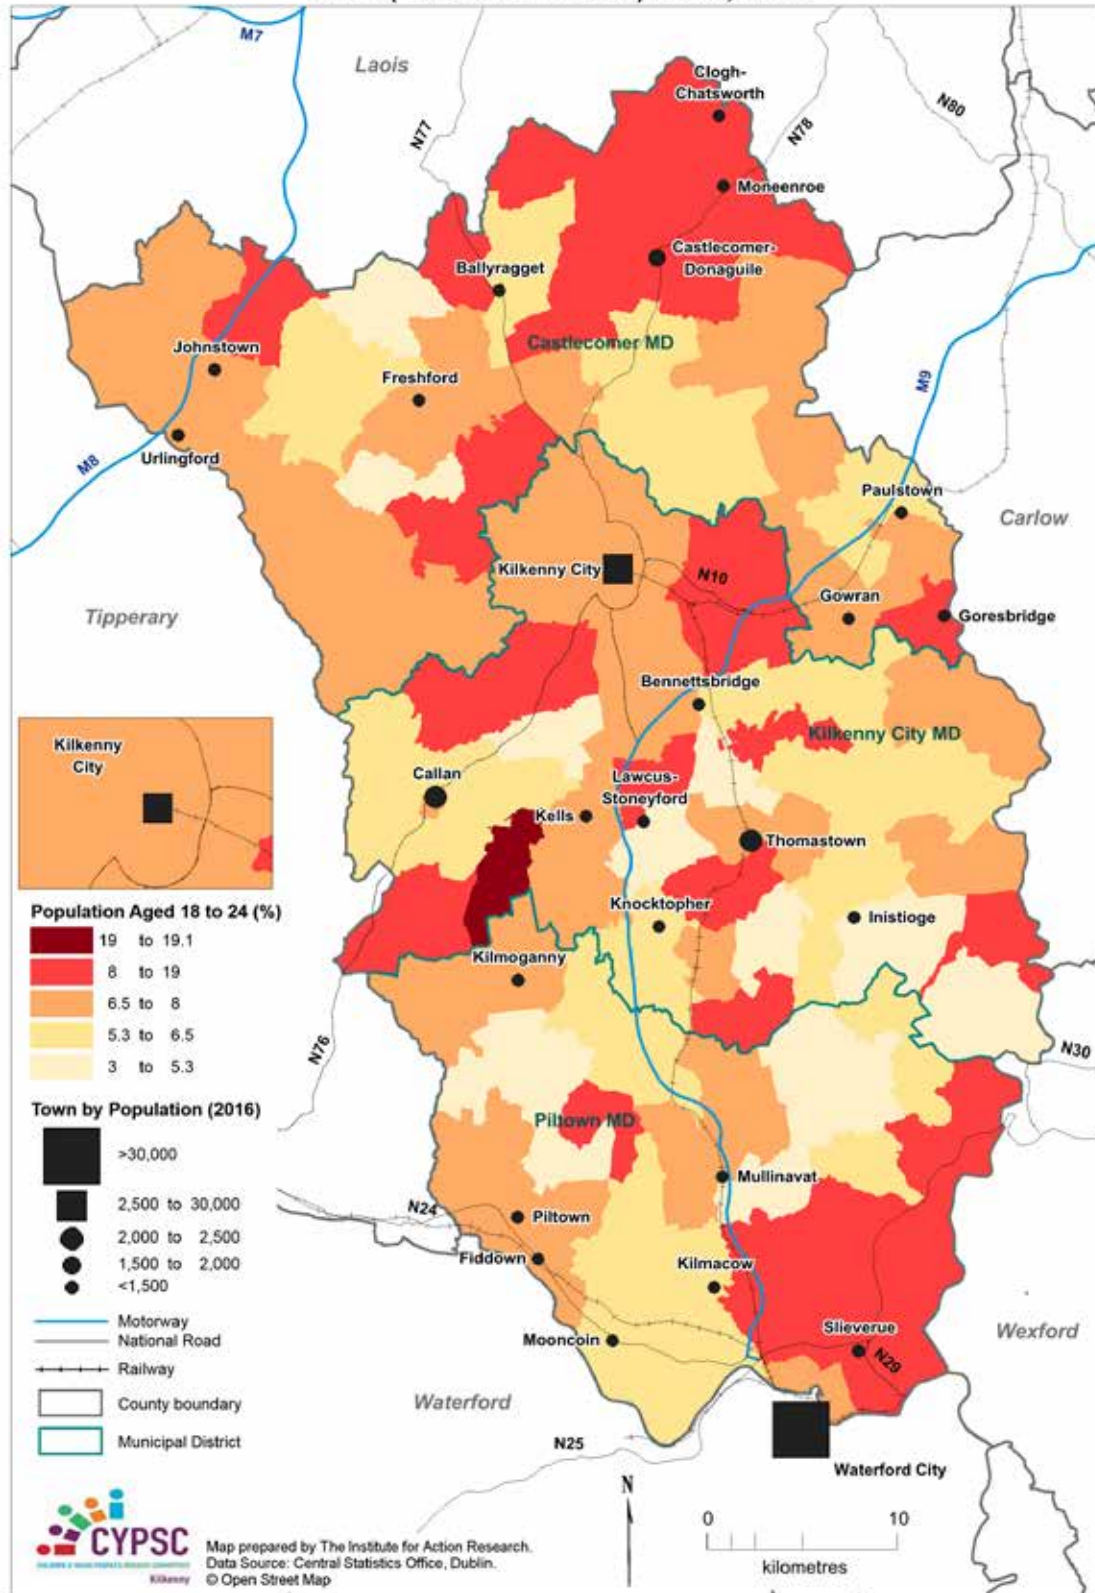 M7
Laois
Clogh-
Chatsworth
N80
N77
N78
Moneenroe
Castlecomer-
Donaguile
Ballyragget
Castlecomer MD
Johnstown
Freshford
M9
Urlingford
M8
Paulstown
Carlow
Kilkenny City
N10
Gowran
Goresbridge
Tipperary
Bennettsbridge
Kilkenny City MD
Kilkenny
City
Callan
Lawcus-
Stoneyford
Kells
Thomastown
Knocktopher
Inistioge
Kilmoganny
N76
N30
Population Aged 18 to 24 (%)
19 to 19.1
8 to 19
6.5 to 8
5.3 to 6.5
3 to 5.3
Town by Population (2016)
>30,000
2,500 to 30,000
2,000 to 2,500
1,500 to 2,000
<1,500
Motorway
National Road
Railway
County boundary
Municipal District
Piltown MD
Mullinavat
N24
Piltown
Fiddown
Kilmacow
Mooncoin
Slieverue
N29
Wexford
Waterford
N25
Waterford City
N
0 10
kilometres
CYPSC
Kilkenny
Map prepared by The Institute for Action Research.
Data Source: Central Statistics Office, Dublin.
© Open Street Map